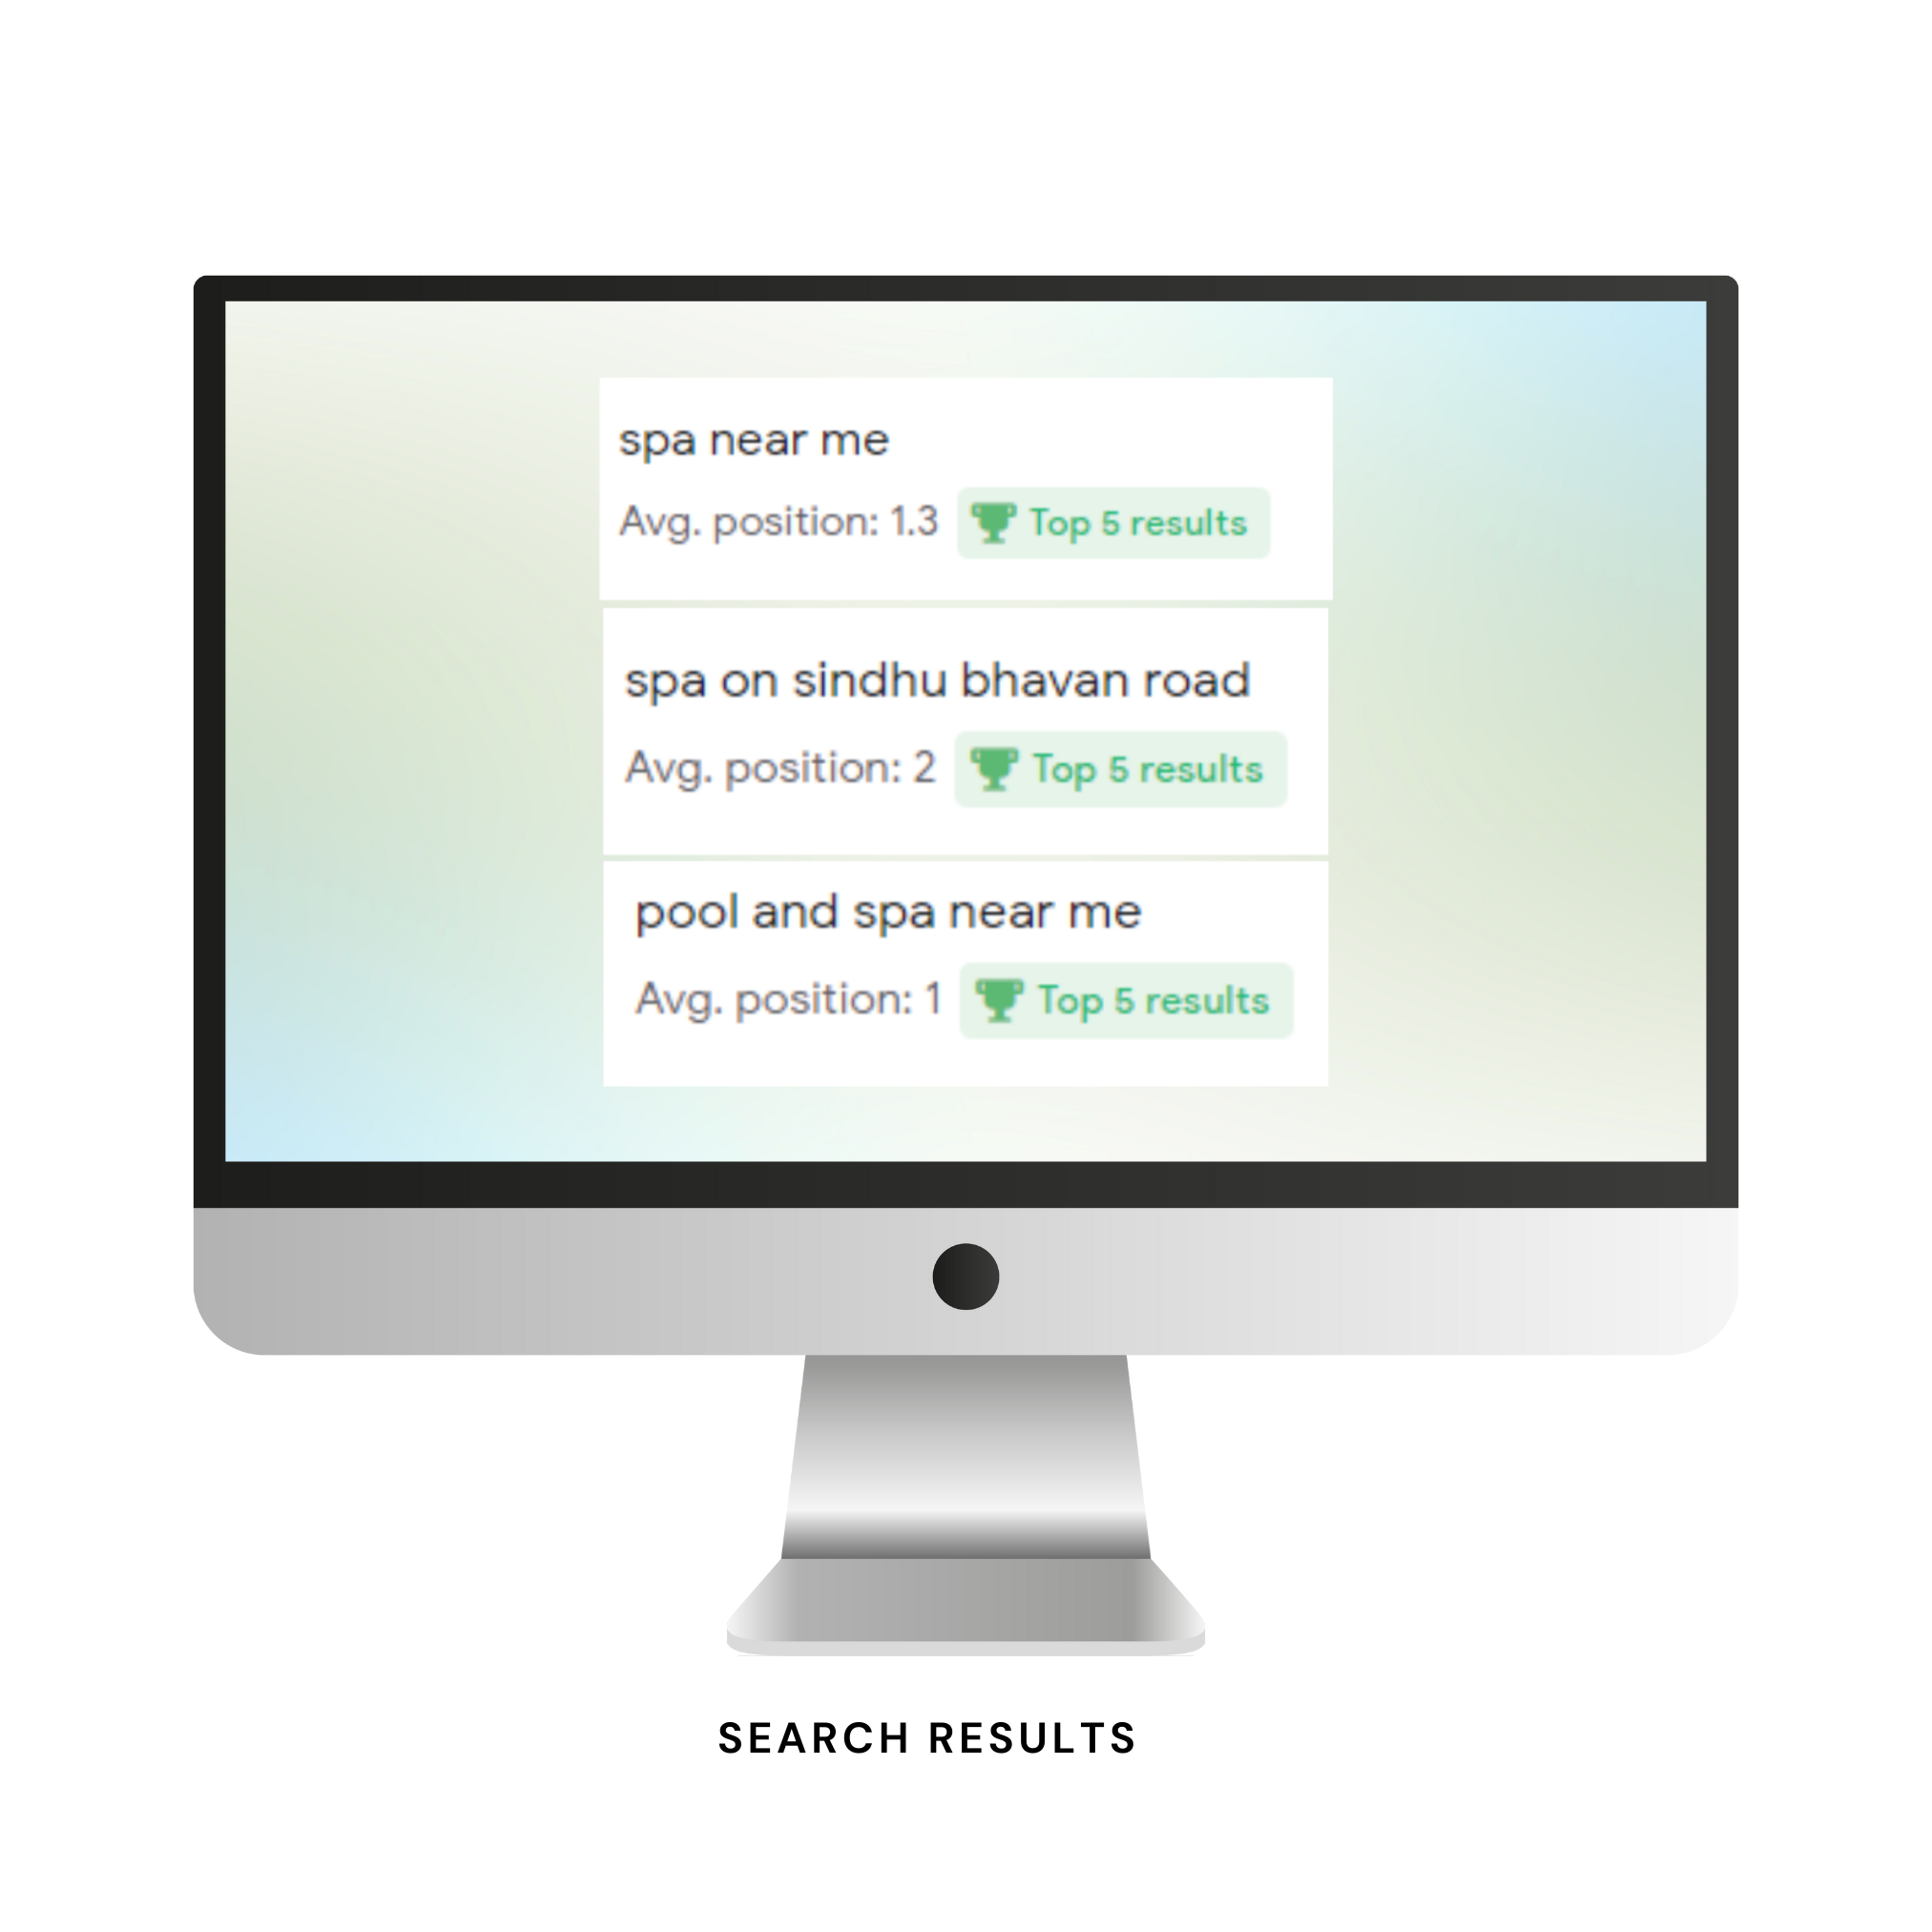 spa near me
Avg. position: 1.3 Top 5 results
spa on sindhu bhavan road
Avg. position: 2 Top 5 results
pool and spa near me
Avg. position: 1 Top 5 results
SEARCH RESULTS